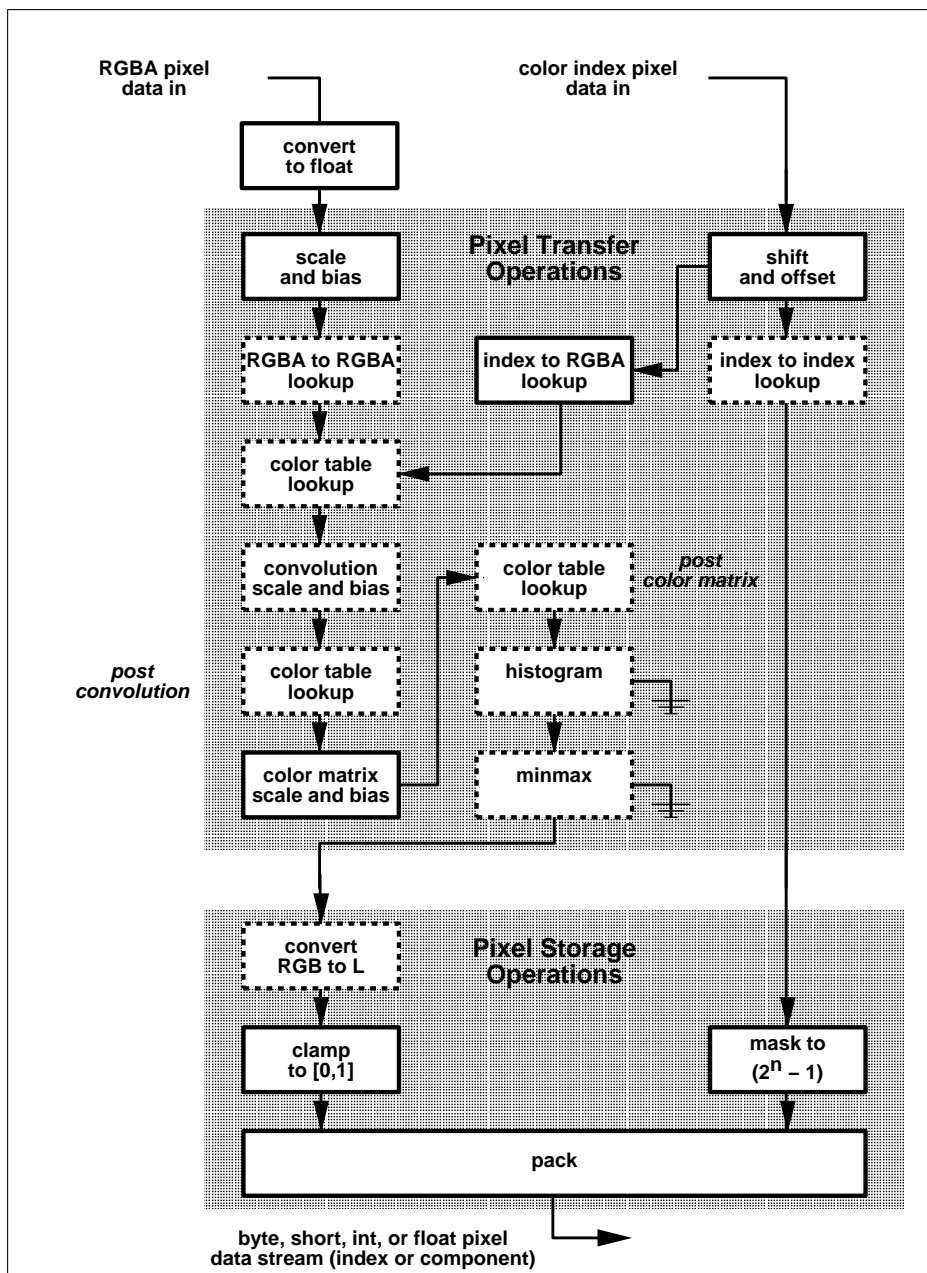 RGBA pixel
data in
color index pixel
data in
convert
to float
Pixel Transfer
Operations
scale
and bias
shift
and offset
RGBA to RGBA
lookup
index to RGBA
lookup
index to index
lookup
color table
lookup
convolution
scale and bias
color table
lookup
post
color matrix
post
convolution
color table
lookup
histogram
color matrix
scale and bias
minmax
Pixel Storage
Operations
convert
RGB to L
clamp
to [0,1]
mask to
(2ⁿ – 1)
pack
byte, short, int, or float pixel
data stream (index or component)